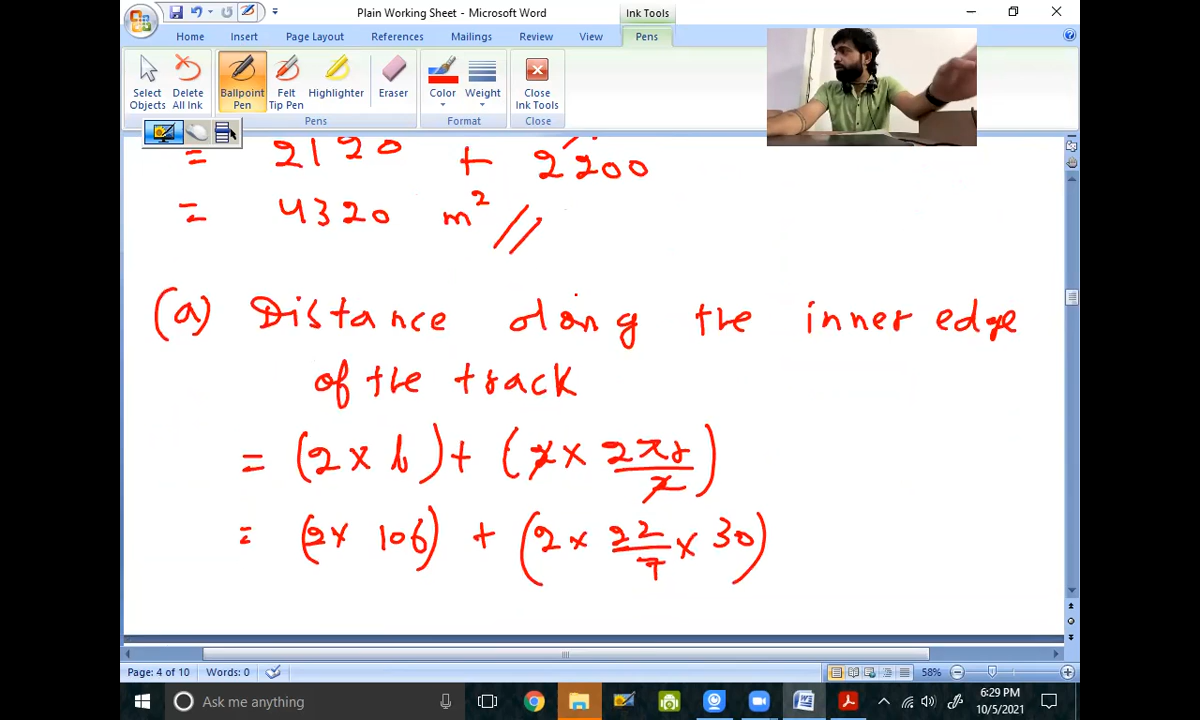 Plain Working Sheet - Microsoft Word
Ink Tools
Home Insert Page Layout References Mailings Review View Pens
Select Objects
Delete All Ink
Ballpoint Pen
Felt Tip Pen
Highlighter
Eraser
Color
Weight
Close Ink Tools
Pens
Format
Close
= 2120 + 2200
= 4320 m² //
(a) Distance along the inner edge
of the track
= (2 × l) + (2 × 2πr/2)
= (2 × 106) + (2 × 22/7 × 30)
Page: 4 of 10 Words: 0 58%
Ask me anything
6:29 PM
10/5/2021